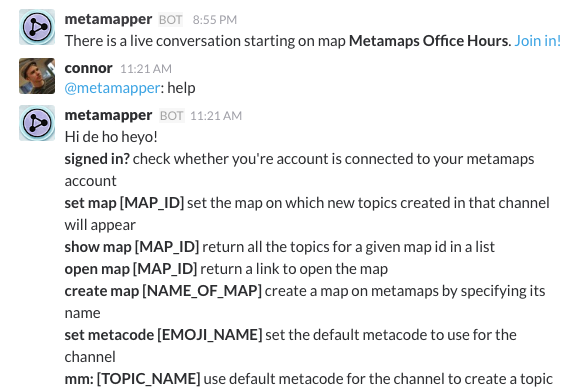 metamapper BOT 8:55 PM
There is a live conversation starting on map Metamaps Office Hours. Join in!
connor 11:21 AM
@metamapper: help
metamapper BOT 11:21 AM
Hi de ho heyo!
signed in? check whether you're account is connected to your metamaps
account
set map [MAP_ID] set the map on which new topics created in that channel
will appear
show map [MAP_ID] return all the topics for a given map id in a list
open map [MAP_ID] return a link to open the map
create map [NAME_OF_MAP] create a map on metamaps by specifying its
name
set metacode [EMOJI_NAME] set the default metacode to use for the
channel
mm: [TOPIC_NAME] use default metacode for the channel to create a topic